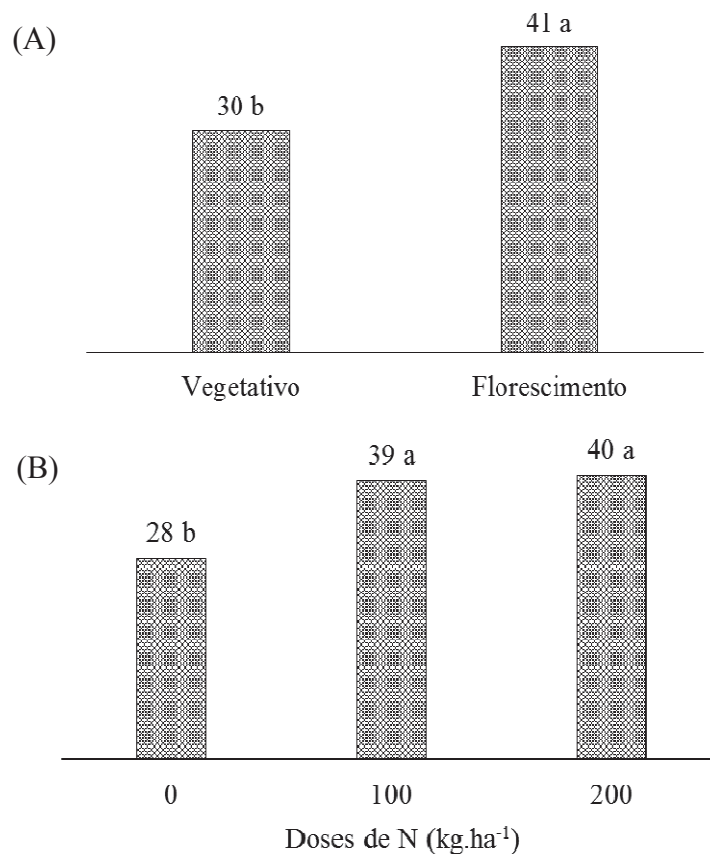 (A)
41 a
30 b
Vegetativo Florescimento
(B)
39 a 40 a
28 b
0 100 200
Doses de N (kg.ha⁻¹)